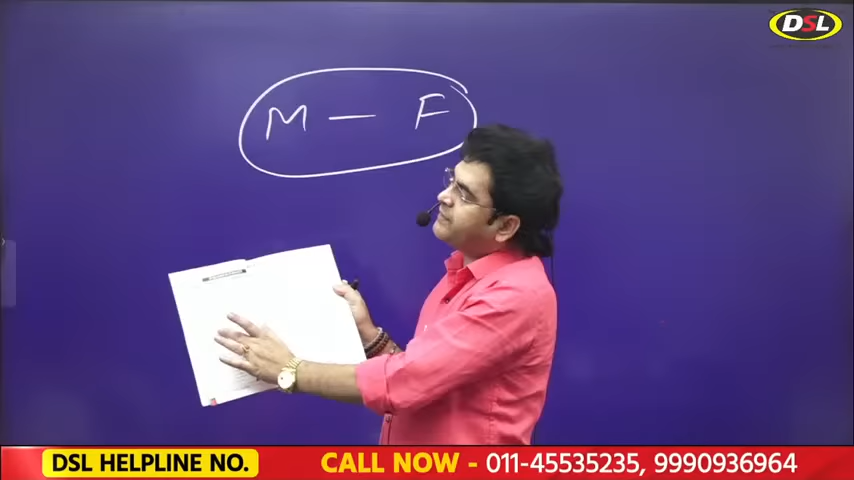 DSL
M — F
DSL HELPLINE NO. CALL NOW - 011-45535235, 9990936964